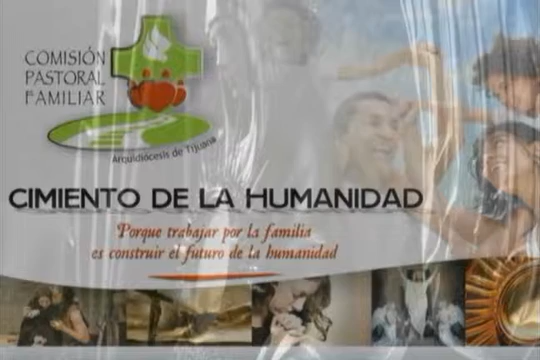 COMISIÓN
PASTORAL
FAMILIAR
Arquidiócesis de Tijuana
CIMIENTO DE LA HUMANIDAD
Porque trabajar por la familia
es construir el futuro de la humanidad